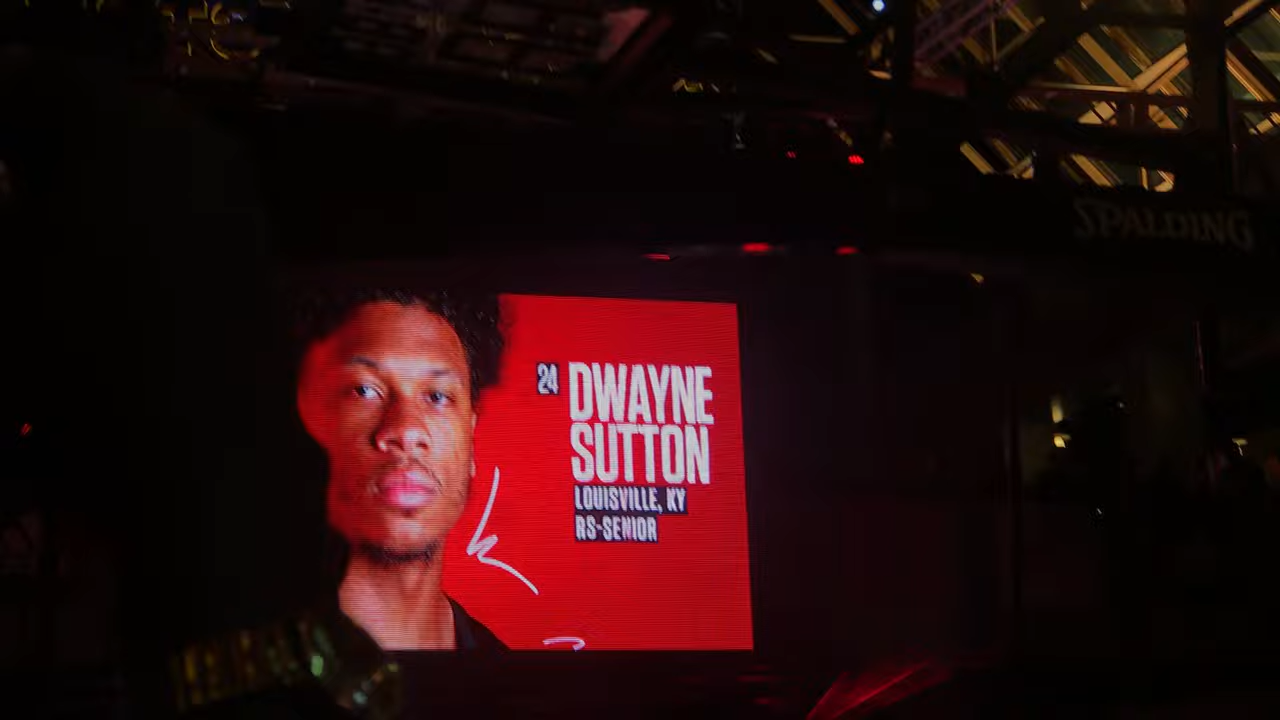 SPALDING
24
DWAYNE
SUTTON
LOUISVILLE, KY
RS-SENIOR